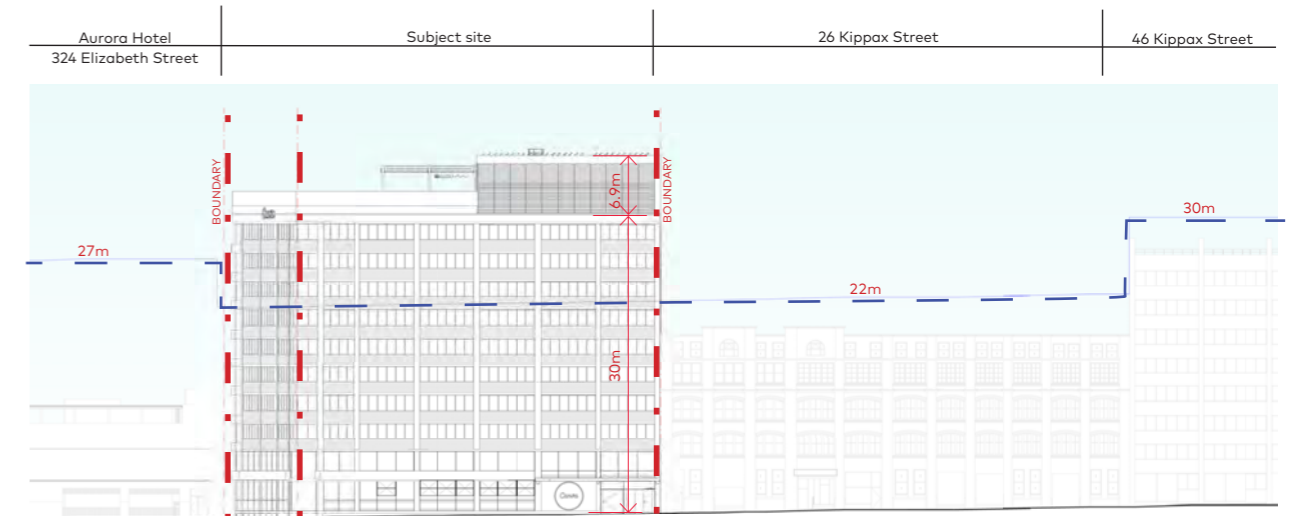 Aurora Hotel
324 Elizabeth Street
Subject site
26 Kippax Street
46 Kippax Street
BOUNDARY
BOUNDARY
6.9m
30m
27m
22m
30m
Canva